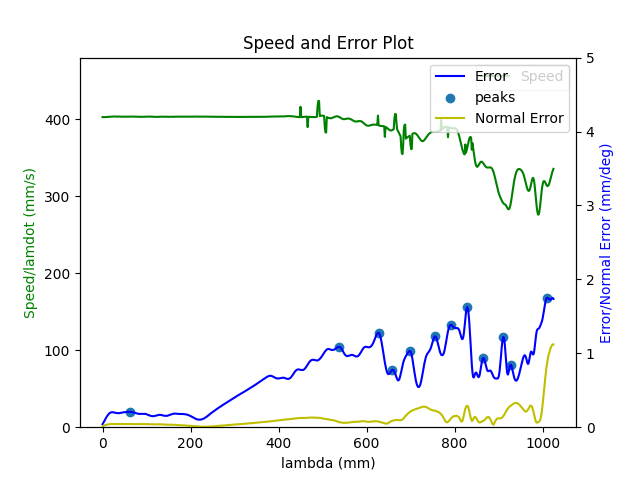 Speed and Error Plot
Speed/lamdot (mm/s)
400
300
200
100
0
5
4
3
2
1
0
Error/Normal Error (mm/deg)
Speed
Error
peaks
Normal Error
0
200
400
600
800
1000
lambda (mm)